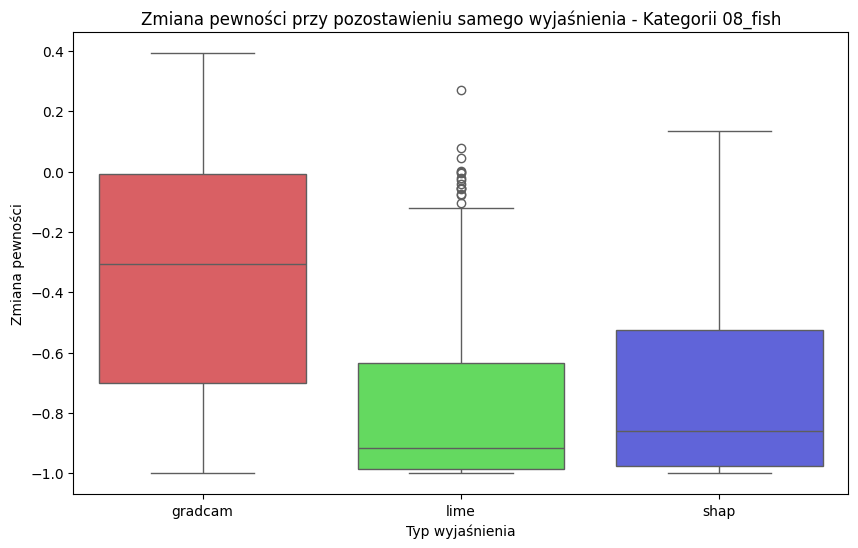 Zmiana pewności przy pozostawieniu samego wyjaśnienia - Kategorii 08_fish
0.4
0.2
0.0
−0.2
−0.4
−0.6
−0.8
−1.0
Zmiana pewności
gradcam
lime
shap
Typ wyjaśnienia